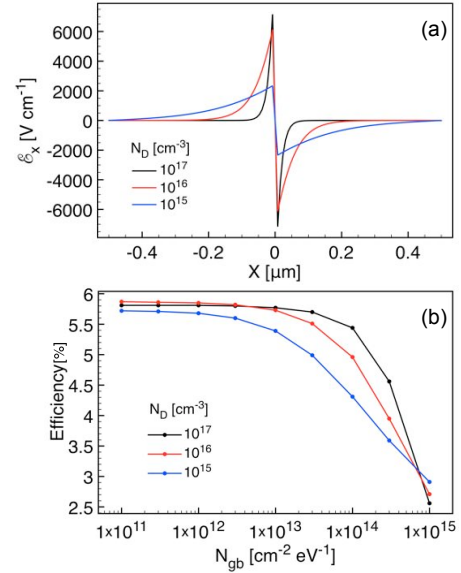 (a)
6000
4000
2000
0
-2000
-4000
-6000
ℰx [V cm-1]
ND [cm-3]
10^17
10^16
10^15
-0.4 -0.2 0 0.2 0.4
X [μm]
(b)
6
5.5
5
4.5
4
3.5
3
2.5
Efficiency[%]
ND [cm-3]
10^17
10^16
10^15
1×10^11 1×10^12 1×10^13 1×10^14 1×10^15
Ngb [cm-2 eV-1]